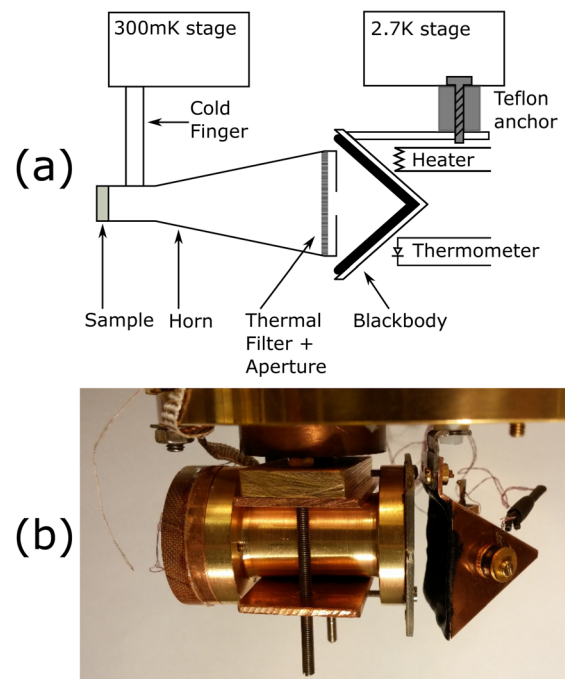 300mK stage
2.7K stage
Cold
Finger
Teflon
anchor
(a)
Heater
Thermometer
Sample
Horn
Thermal
Filter +
Aperture
Blackbody
(b)